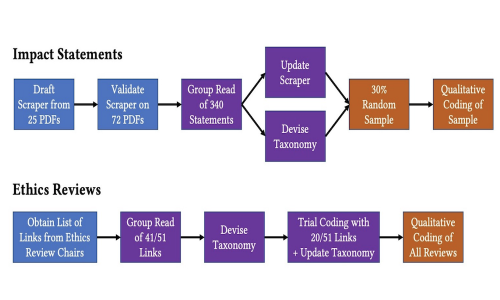 Impact Statements
Draft
Scraper from
25 PDFs
Validate
Scraper on
72 PDFs
Group Read
of 340
Statements
Update
Scraper
Devise
Taxonomy
30%
Random
Sample
Qualitative
Coding of
Sample
Ethics Reviews
Obtain List of
Links from Ethics
Review Chairs
Group Read
of 41/51
Links
Devise
Taxonomy
Trial Coding with
20/51 Links
+ Update Taxonomy
Qualitative
Coding of
All Reviews